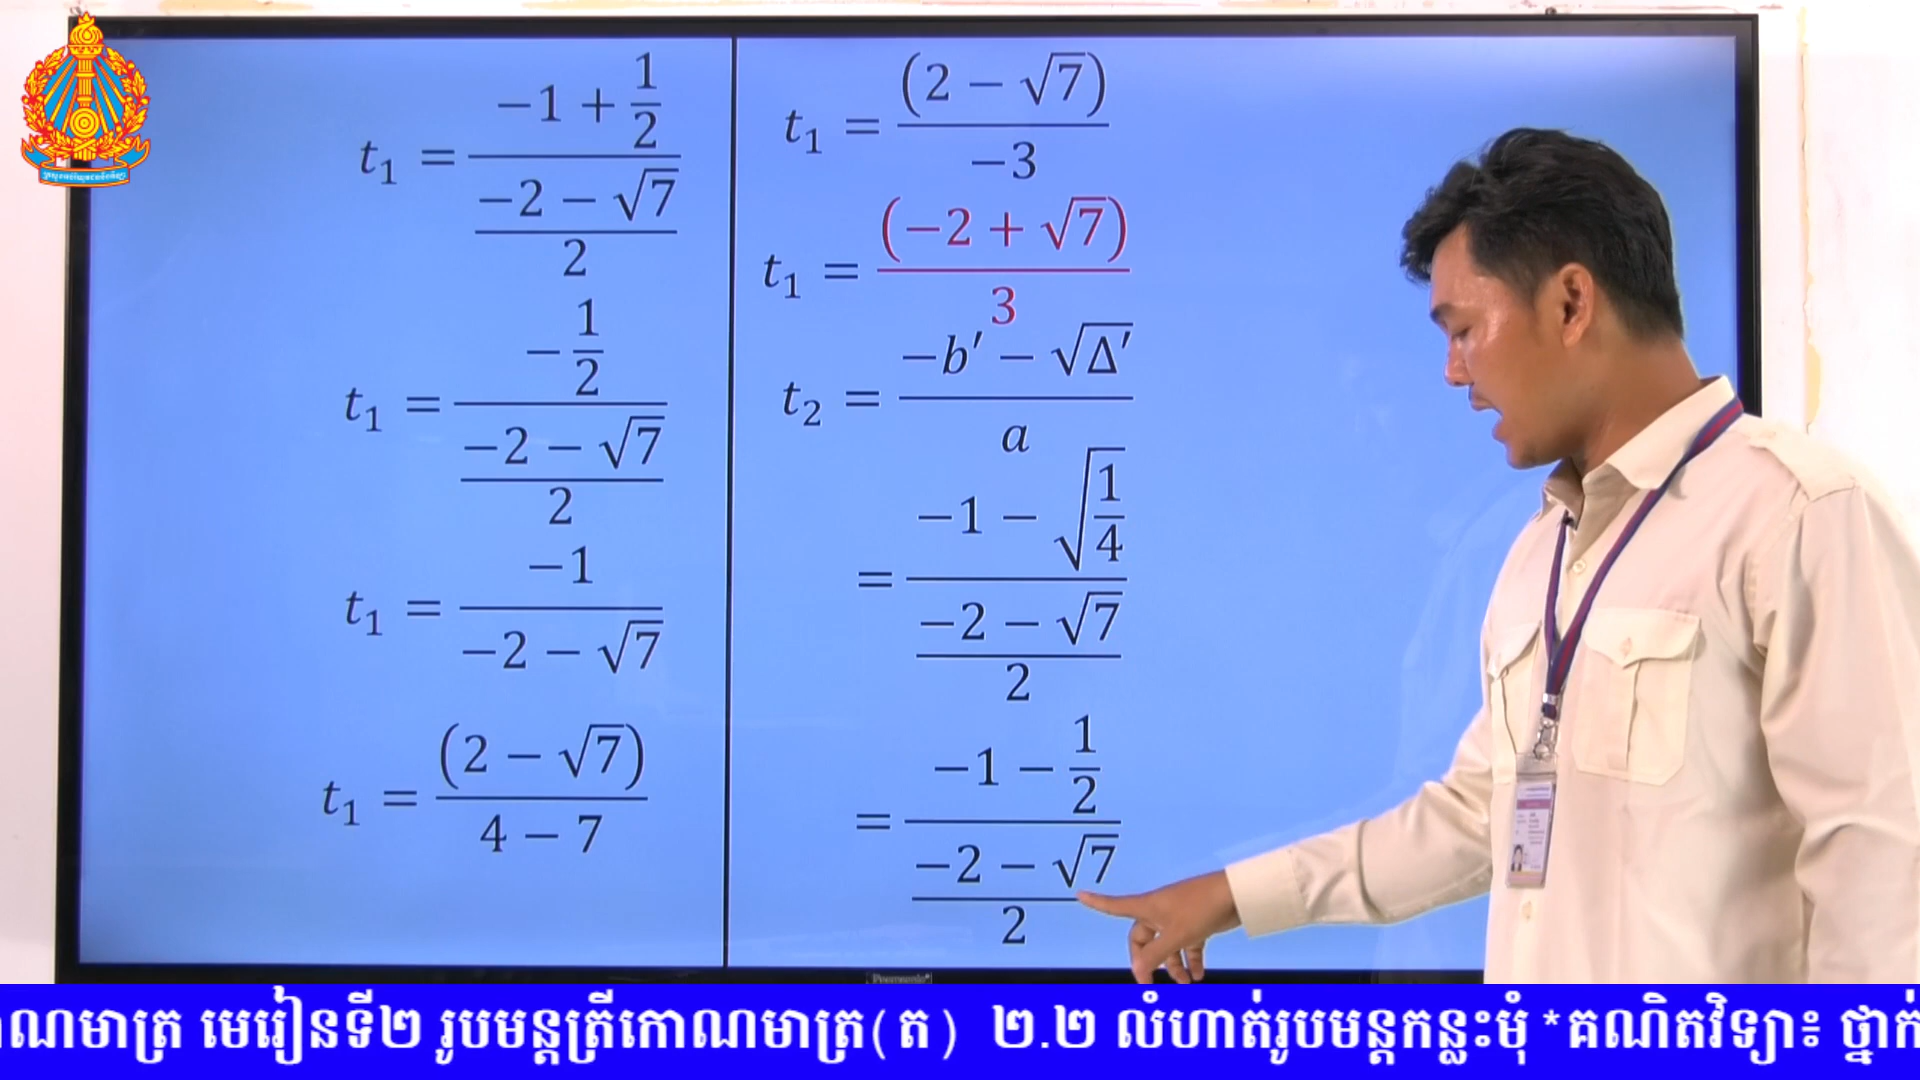 t₁ = (−1 + 1/2) / ((−2 − √7)/2)
t₁ = (− 1/2) / ((−2 − √7)/2)
t₁ = −1 / (−2 − √7)
t₁ = (2 − √7) / (4 − 7)
t₁ = (2 − √7) / −3
t₁ = (−2 + √7) / 3
t₂ = (−b′ − √Δ′) / a
= (−1 − √(1/4)) / ((−2 − √7)/2)
= (−1 − 1/2) / ((−2 − √7)/2)
ណមាត្រ មេរៀនទី២ រូបមន្តត្រីកោណមាត្រ(ត) ២.២ លំហាត់រូបមន្តកន្លះមុំ *គណិតវិទ្យា៖ ថ្នាក់